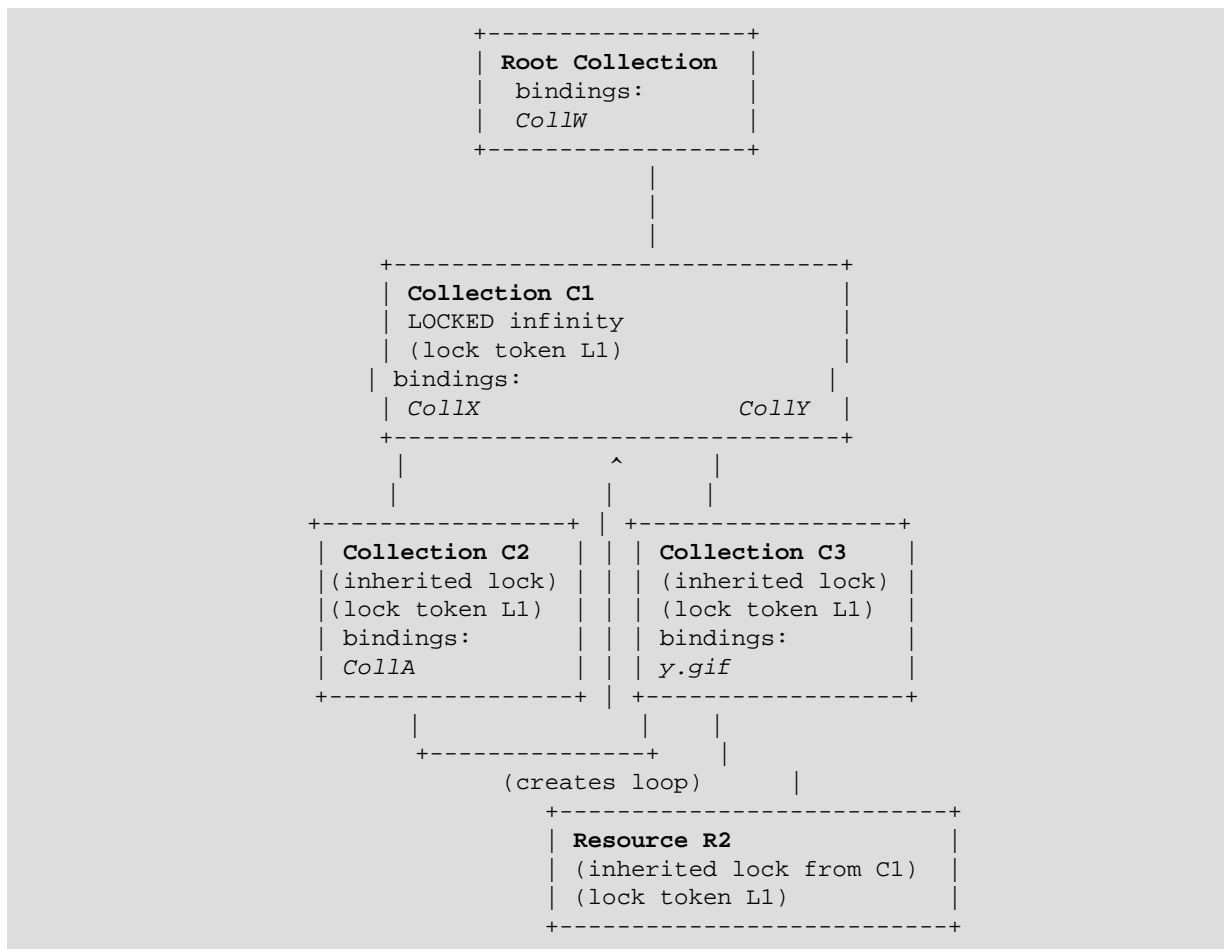 +------------------+
| Root Collection  |
|  bindings:       |
|  CollW           |
+------------------+
|
|
|
+-------------------------------+
| Collection C1                 |
| LOCKED infinity               |
| (lock token L1)               |
| bindings:                     |
| CollX                  CollY  |
+-------------------------------+
|              ^      |
|              |      |
+-----------------+ | +------------------+
| Collection C2   | | | Collection C3    |
|(inherited lock) | | | (inherited lock) |
|(lock token L1)  | | | (lock token L1)  |
| bindings:       | | | bindings:        |
| CollA           | | | y.gif            |
+-----------------+ | +------------------+
|               |    |
+---------------+    |
(creates loop)      |
+---------------------------+
| Resource R2               |
| (inherited lock from C1)  |
| (lock token L1)           |
+---------------------------+